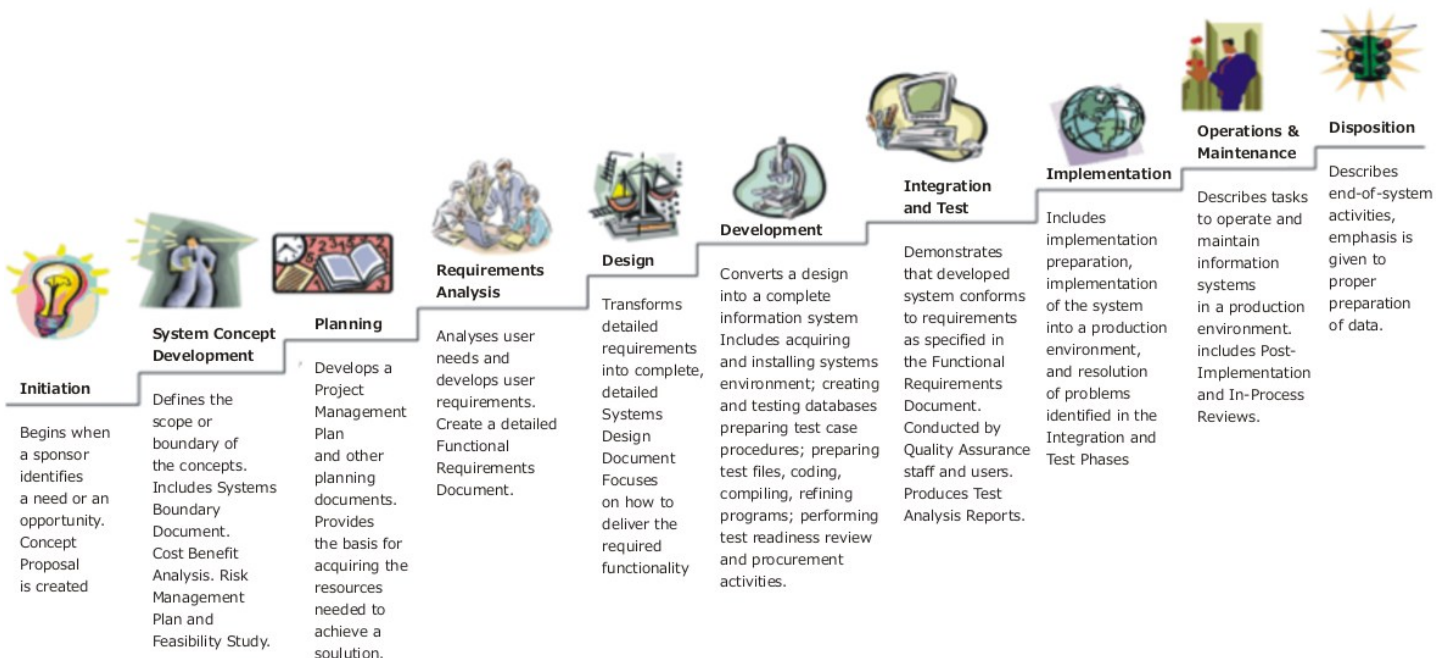 Initiation
Begins when
a sponsor
identifies
a need or an
opportunity.
Concept
Proposal
is created
System Concept
Development
Defines the
scope or
boundary of
the concepts.
Includes Systems
Boundary
Document.
Cost Benefit
Analysis. Risk
Management
Plan and
Feasibility Study.
Planning
Develops a
Project
Management
Plan
and other
planning
documents.
Provides
the basis for
acquiring the
resources
needed to
achieve a
soulution.
Requirements
Analysis
Analyses user
needs and
develops user
requirements.
Create a detailed
Functional
Requirements
Document.
Design
Transforms
detailed
requirements
into complete,
detailed
Systems
Design
Document
Focuses
on how to
deliver the
required
functionality
Development
Converts a design
into a complete
information system
Includes acquiring
and installing systems
environment; creating
and testing databases
preparing test case
procedures; preparing
test files, coding,
compiling, refining
programs; performing
test readiness review
and procurement
activities.
Integration
and Test
Demonstrates
that developed
system conforms
to requirements
as specified in
the Functional
Requirements
Document.
Conducted by
Quality Assurance
staff and users.
Produces Test
Analysis Reports.
Implementation
Includes
implementation
preparation,
implementation
of the system
into a production
environment,
and resolution
of problems
identified in the
Integration and
Test Phases
Operations &
Maintenance
Describes tasks
to operate and
maintain
information
systems
in a production
environment.
includes Post-
Implementation
and In-Process
Reviews.
Disposition
Describes
end-of-system
activities,
emphasis is
given to
proper
preparation
of data.